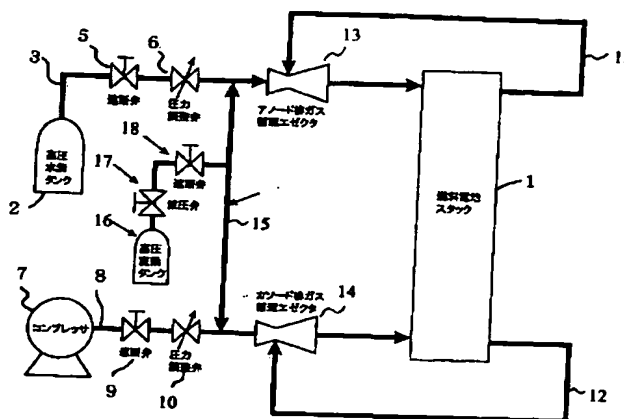 5
6
13
3
遮断弁
圧力
調整弁
アノード排ガス
循環エゼクタ
18
17
遮断弁
高圧
水素
タンク
2
減圧弁
16
15
高圧
窒素
タンク
燃料電池
スタック
1
7
8
コンプレッサ
カソード排ガス
循環エゼクタ
14
遮断弁
圧力
調整弁
9
10
12